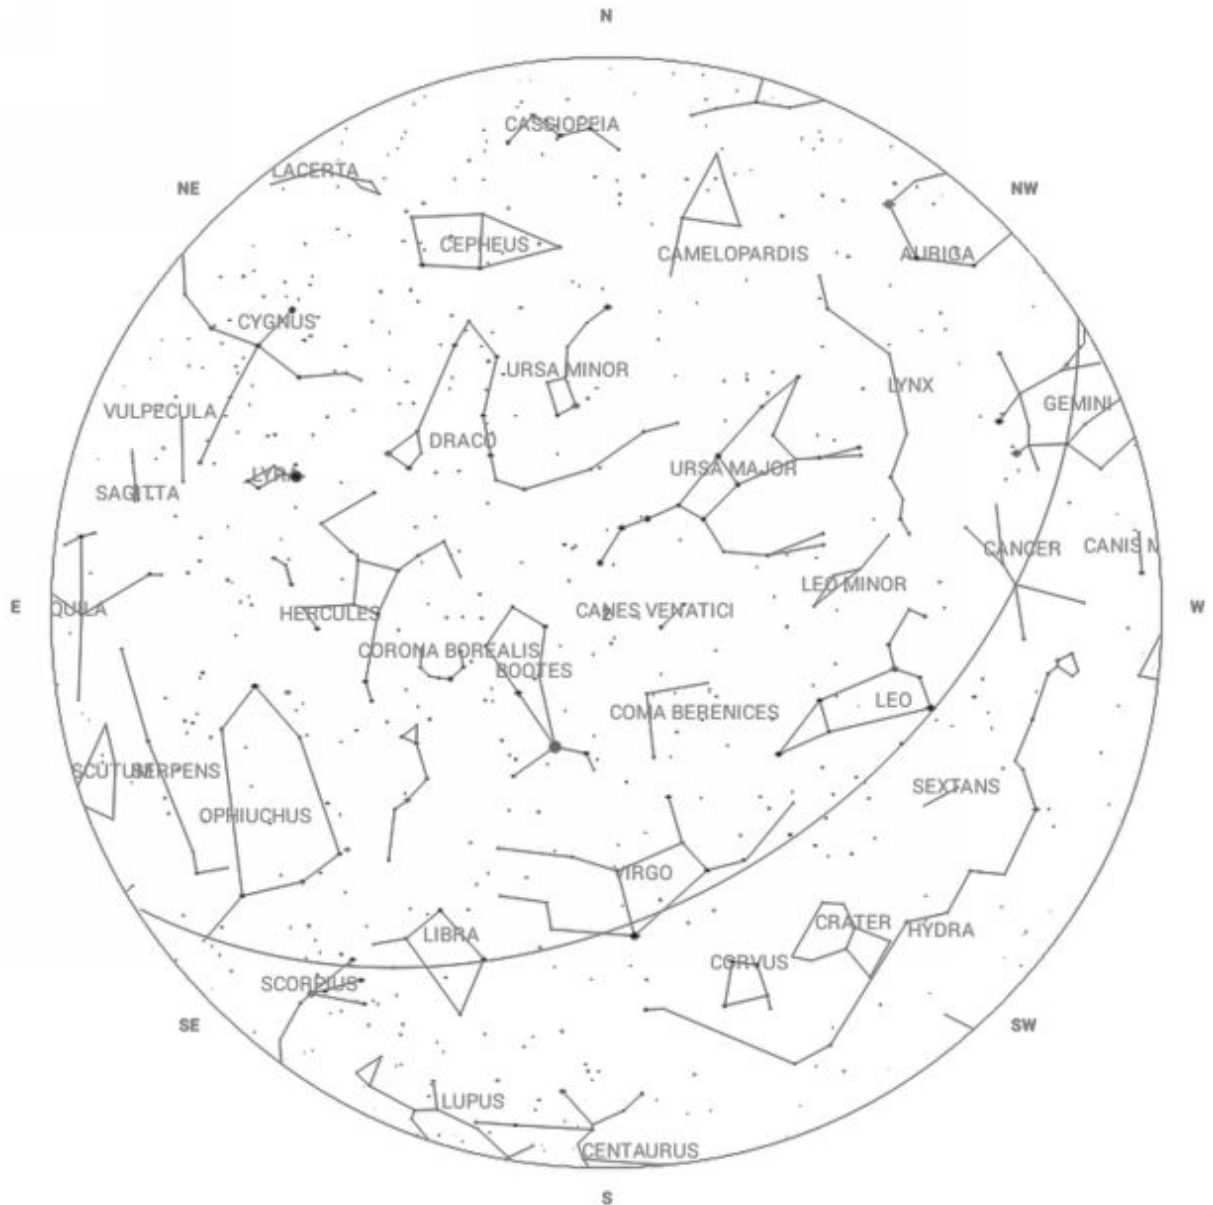 N
CASSIOPEIA
LACERTA
NE
NW
CEPHEUS
CAMELOPARDIS
AURIGA
CYGNUS
URSA MINOR
LYNX
VULPECULA
GEMINI
DRACO
URSA MAJOR
LYRA
SAGITTA
CANCER
CANIS M
LEO MINOR
E
QUILA
HERCULES
CANES VENATICI
W
CORONA BOREALIS
BOOTES
LEO
COMA BERENICES
SCUTUM
SERPENS
SEXTANS
OPHIUCHUS
VIRGO
CRATER
HYDRA
LIBRA
CORVUS
SCORPIUS
SE
SW
LUPUS
CENTAURUS
S